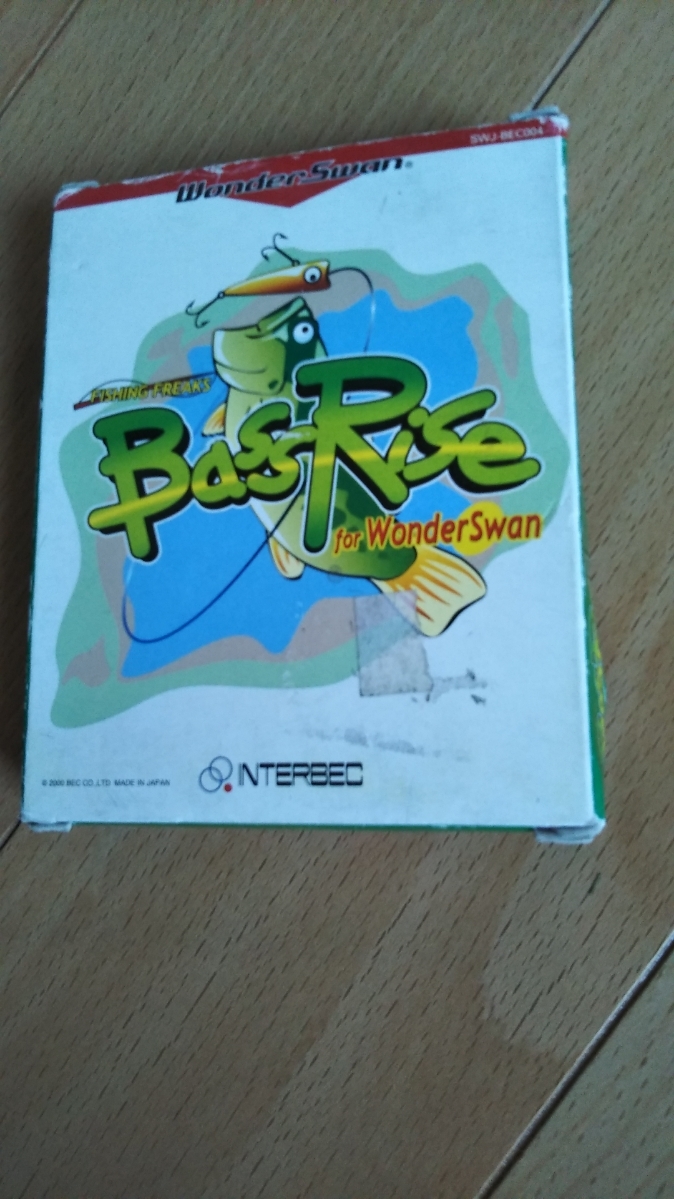 SWJ-BEC004
WonderSwan®
FISHING FREAKS
BassRise
for WonderSwan
© 2000 BEC CO.,LTD MADE IN JAPAN
INTERBEC